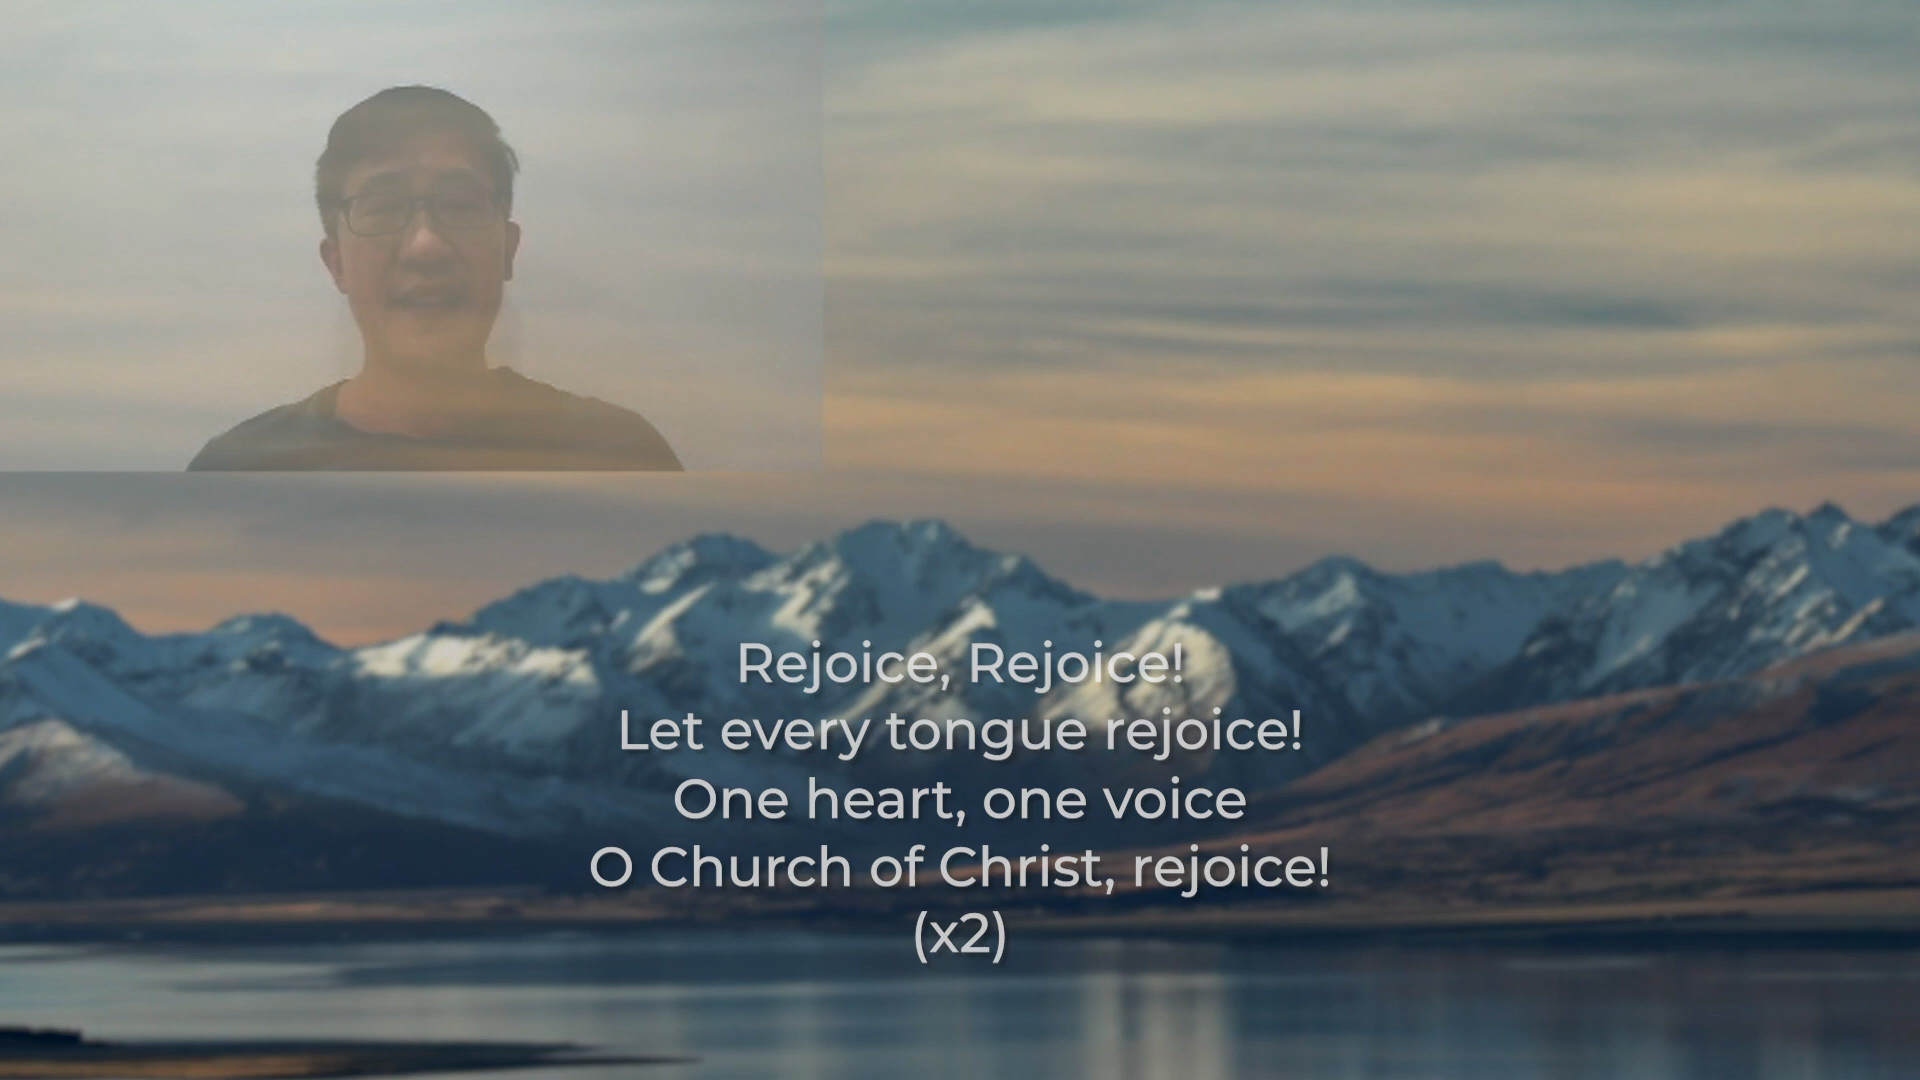 Rejoice, Rejoice!
Let every tongue rejoice!
One heart, one voice
O Church of Christ, rejoice!
(x2)